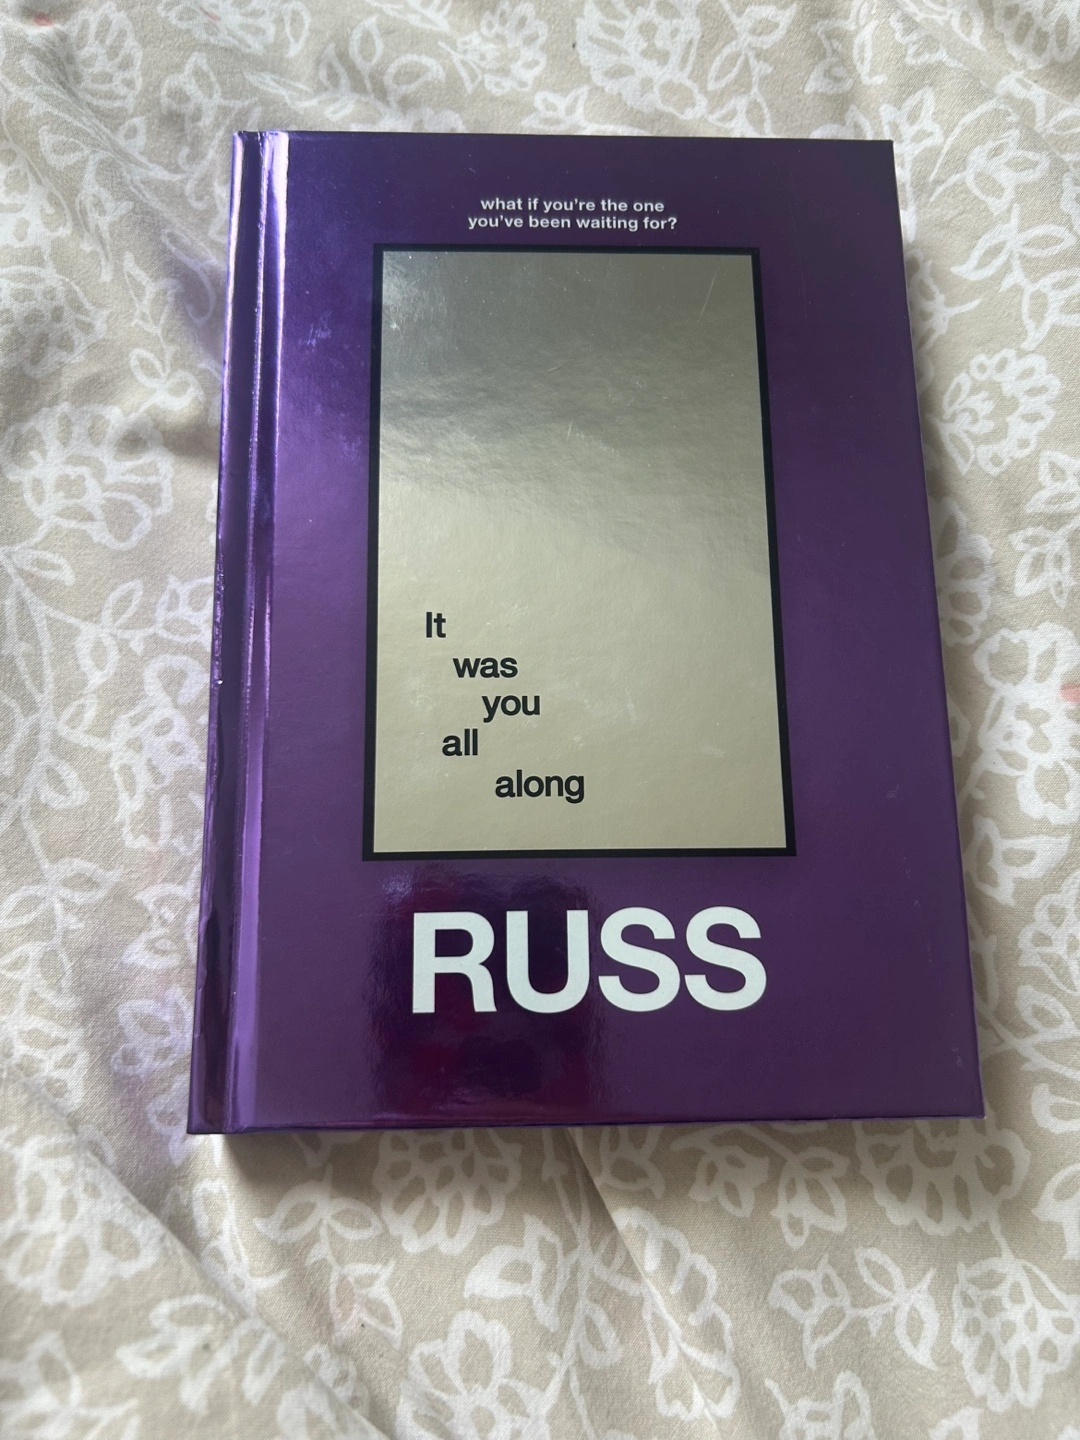 what if you're the one
you've been waiting for?
It
was
you
all
along
RUSS